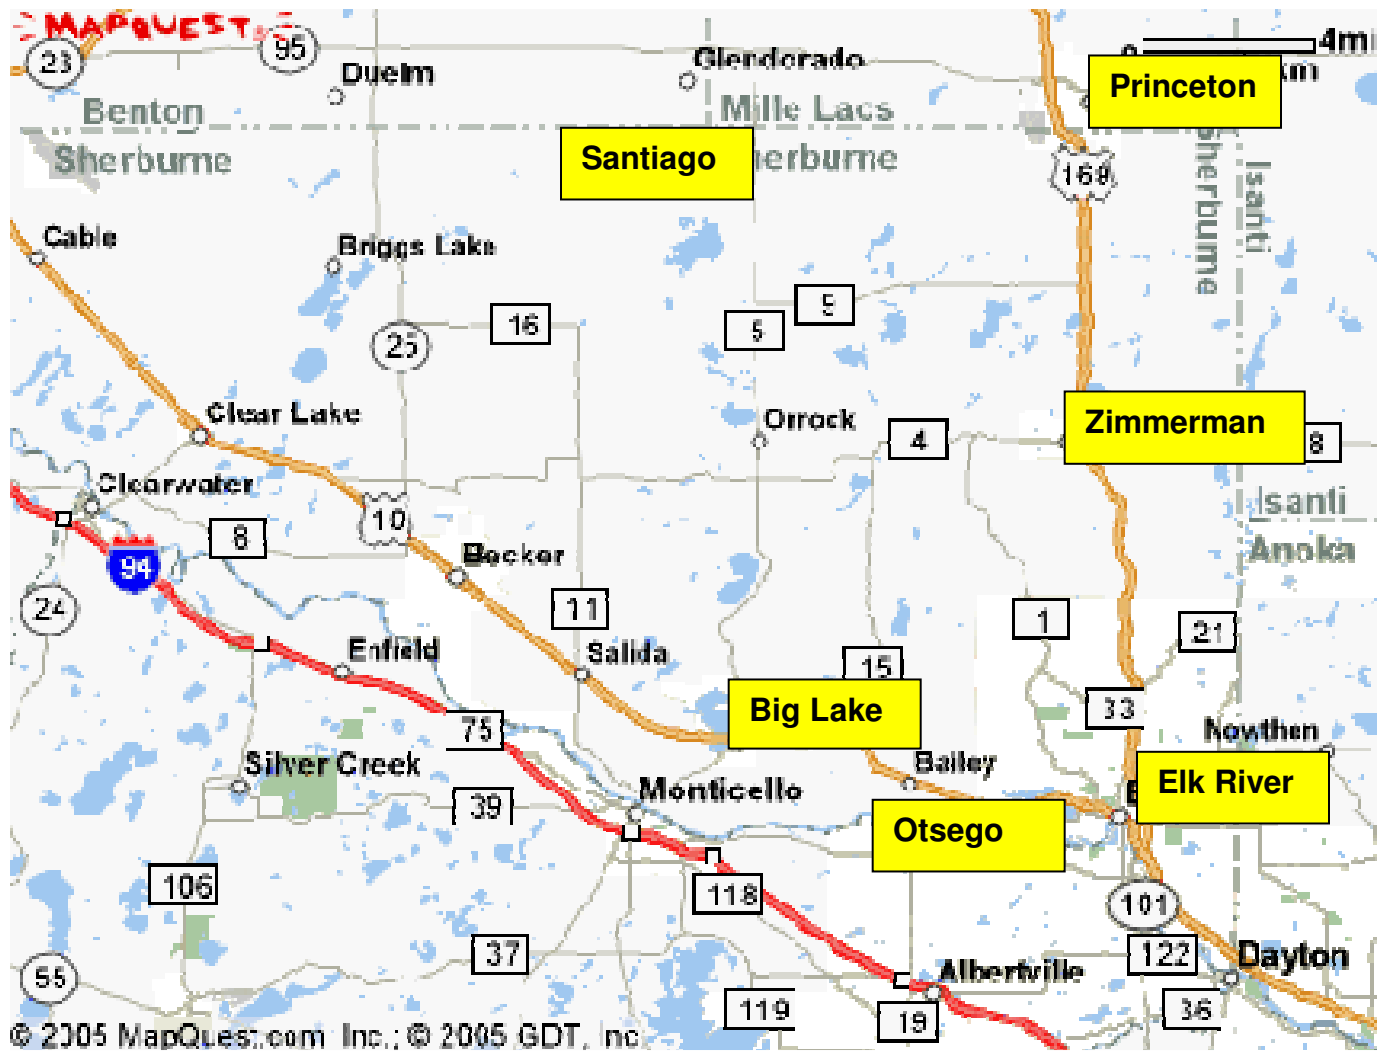 MAPQUEST
23
95
Duelm
Glendorado
4mi
km
Princeton
Benton
Mille Lacs
Sherburne
Santiago
herburne
169
Sherburne
Isanti
Cable
Briggs Lake
25
16
5
5
Clear Lake
Orrock
4
Zimmerman
8
Clearwater
10
8
Becker
94
Isanti
Anoka
24
11
1
21
Enfield
Salida
15
33
Big Lake
75
Nowthen
Silver Creek
Bailey
Elk River
39
Monticello
Otsego
106
118
101
37
122
Dayton
55
Albertville
119
19
36
© 2005 MapQuest.com Inc.; © 2005 GDT, Inc